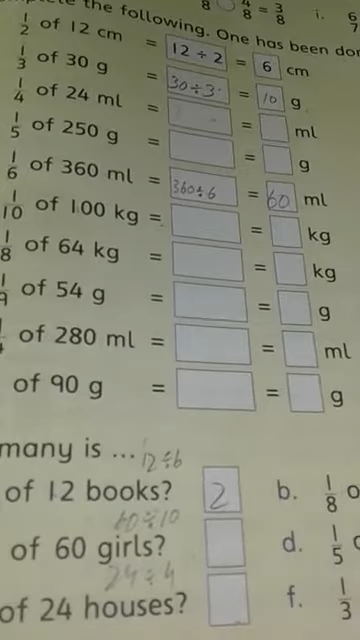 the following. One has been don
8 4/8 = 3/8 i. 6/7
1/2 of 12 cm = 12 ÷ 2 = 6 cm
1/3 of 30 g = 30÷3 = 10 g
1/4 of 24 ml = = ml
1/5 of 250 g = = g
1/6 of 360 ml = 360÷6 = 60 ml
1/10 of 100 kg = = kg
1/8 of 64 kg = = kg
1/9 of 54 g = = g
of 280 ml = = ml
of 90 g = = g
many is ... 12÷6
of 12 books? 2 b. 1/8 o
60÷10
of 60 girls? d. 1/5
24÷4
of 24 houses? f. 1/3